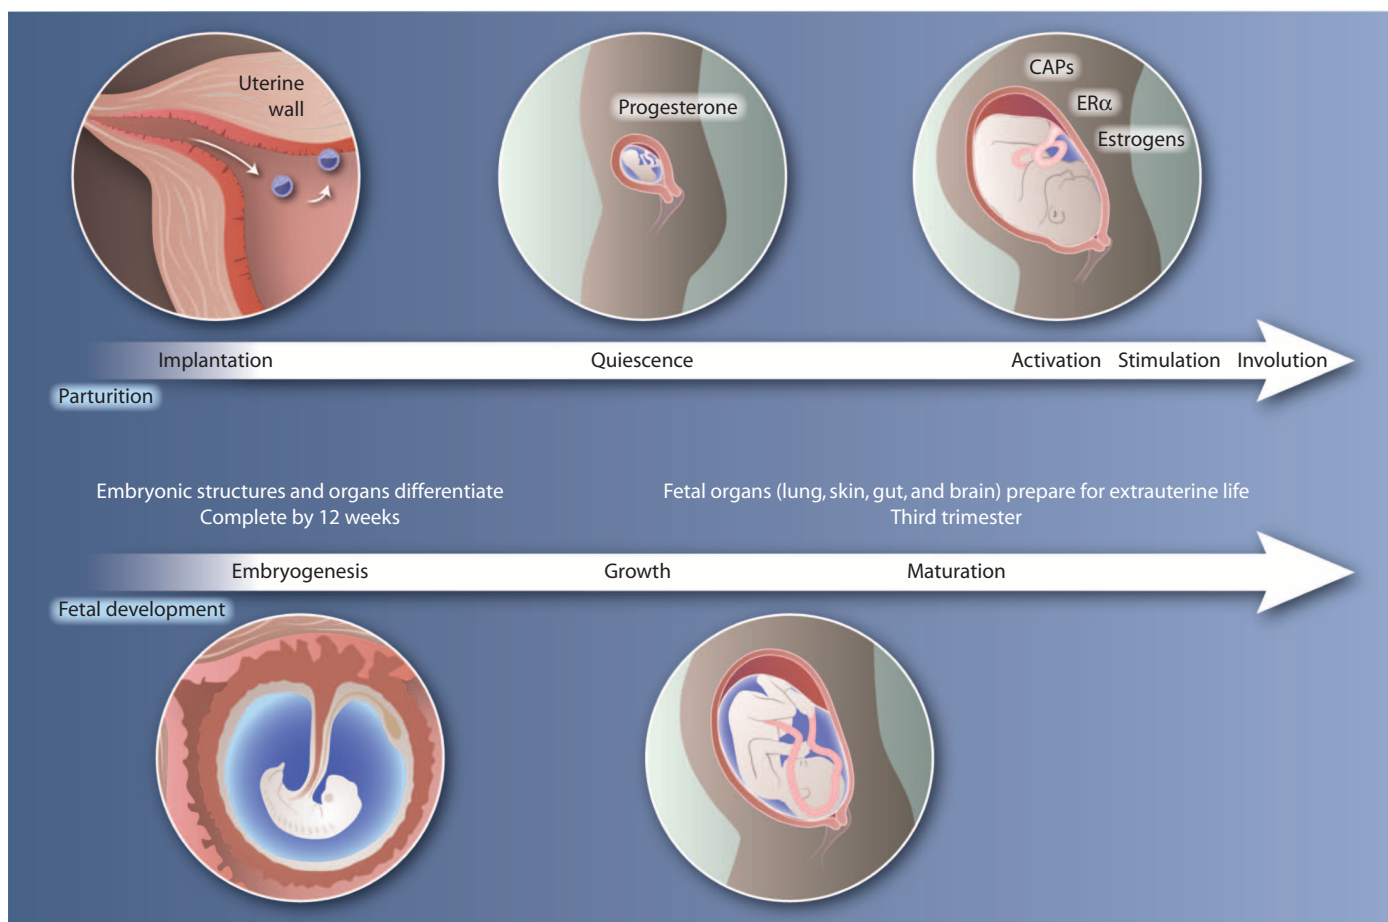 Uterine
wall
Progesterone
CAPs
ERα
Estrogens
Implantation
Quiescence
Activation
Stimulation
Involution
Parturition
Embryonic structures and organs differentiate
Complete by 12 weeks
Fetal organs (lung, skin, gut, and brain) prepare for extrauterine life
Third trimester
Embryogenesis
Growth
Maturation
Fetal development